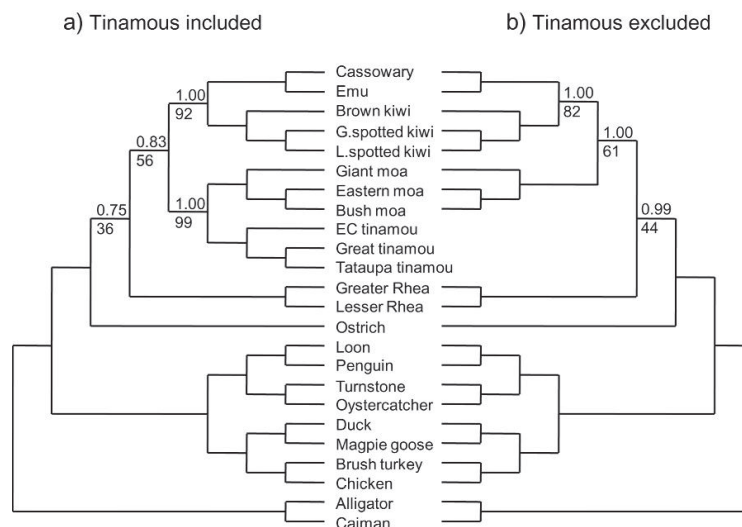 a) Tinamous included
b) Tinamous excluded
Cassowary
Emu
Brown kiwi
G.spotted kiwi
L.spotted kiwi
Giant moa
Eastern moa
Bush moa
EC tinamou
Great tinamou
Tataupa tinamou
Greater Rhea
Lesser Rhea
Ostrich
Loon
Penguin
Turnstone
Oystercatcher
Duck
Magpie goose
Brush turkey
Chicken
Alligator
Caiman
1.00
92
0.83
56
1.00
99
0.75
36
1.00
82
1.00
61
0.99
44